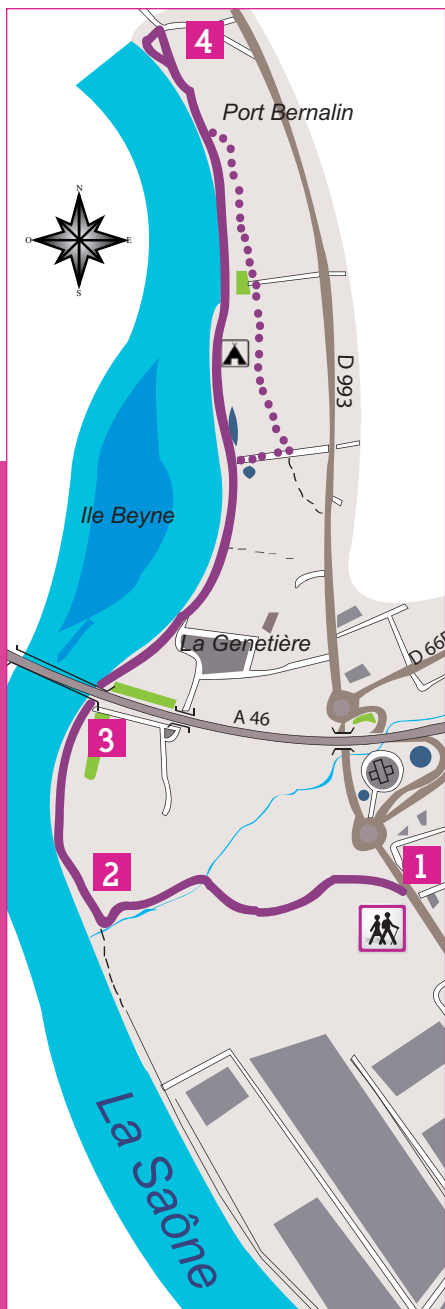 4
Port Bernalin
N
O
E
S
D 993
Ile Beyne
La Genetière
D 66
A 46
3
1
2
La Saône